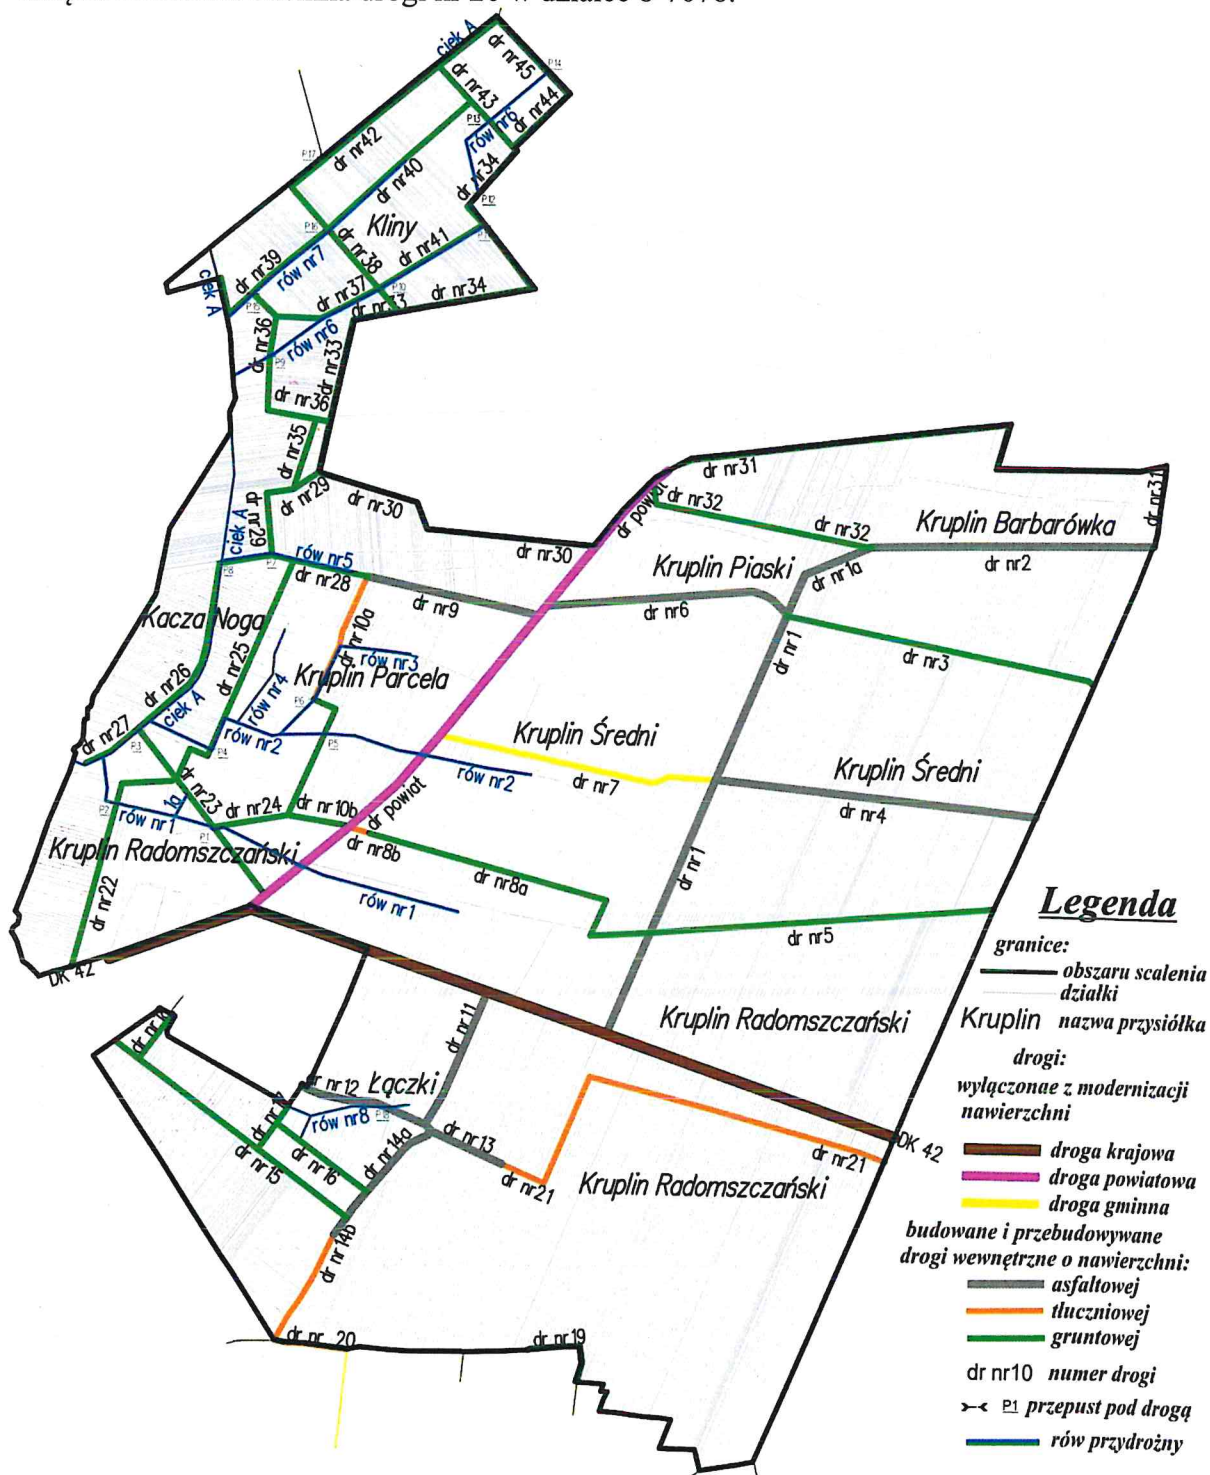 drogi nr 26 w działce 8-7078.
ciek A
dr nr45
P14
dr nr43
dr nr44
P13
rów nr6
dr nr42
P17
dr nr34
dr nr40
P12
Kliny
P16
dr nr38
dr nr41
dr nr39
rów nr7
ciek A
dr nr37
P10
dr nr33
dr nr34
P15
dr nr36
rów nr6
P9
dr nr33
dr nr36
dr nr35
dr nr31
dr nr29
dr nr30
dr nr29
dr powiat
dr nr32
dr nr32
Kruplin Barbarówka
dr nr31
ciek A
rów nr5
dr nr30
P8
P7
dr nr28
Kruplin Piaski
dr nr1a
dr nr2
dr nr9
dr nr6
Kacza Noga
dr nr10a
dr nr25
rów nr3
dr nr1
dr nr3
Kruplin Parcela
dr nr26
rów nr4
P6
ciek A
dr nr27
P3
P4
rów nr2
P5
Kruplin Średni
Kruplin Średni
rów nr2
dr nr7
dr nr23
1a
dr nr24
dr nr10b
dr powiat
dr nr4
P2
rów nr1
P1
Kruplin Radomszczański
dr nr8b
dr nr8a
dr nr1
dr nr22
rów nr1
dr nr5
DK 42
Legenda
granice:
obszaru scalenia
działki
Kruplin nazwa przysiółka
drogi:
wyłączonae z modernizacji
nawierzchni
droga krajowa
droga powiatowa
droga gminna
budowane i przebudowywane
drogi wewnętrzne o nawierzchni:
asfaltowej
tłuczniowej
gruntowej
dr nr10 numer drogi
P1 przepust pod drogą
rów przydrożny
Kruplin Radomszczański
dr nr11
dr nr12
Łączki
rów nr8
P18
dr nr14a
dr nr13
dr nr16
dr nr15
dr nr21
dr nr21
DK 42
Kruplin Radomszczański
dr nr14b
dr nr 20
dr nr19